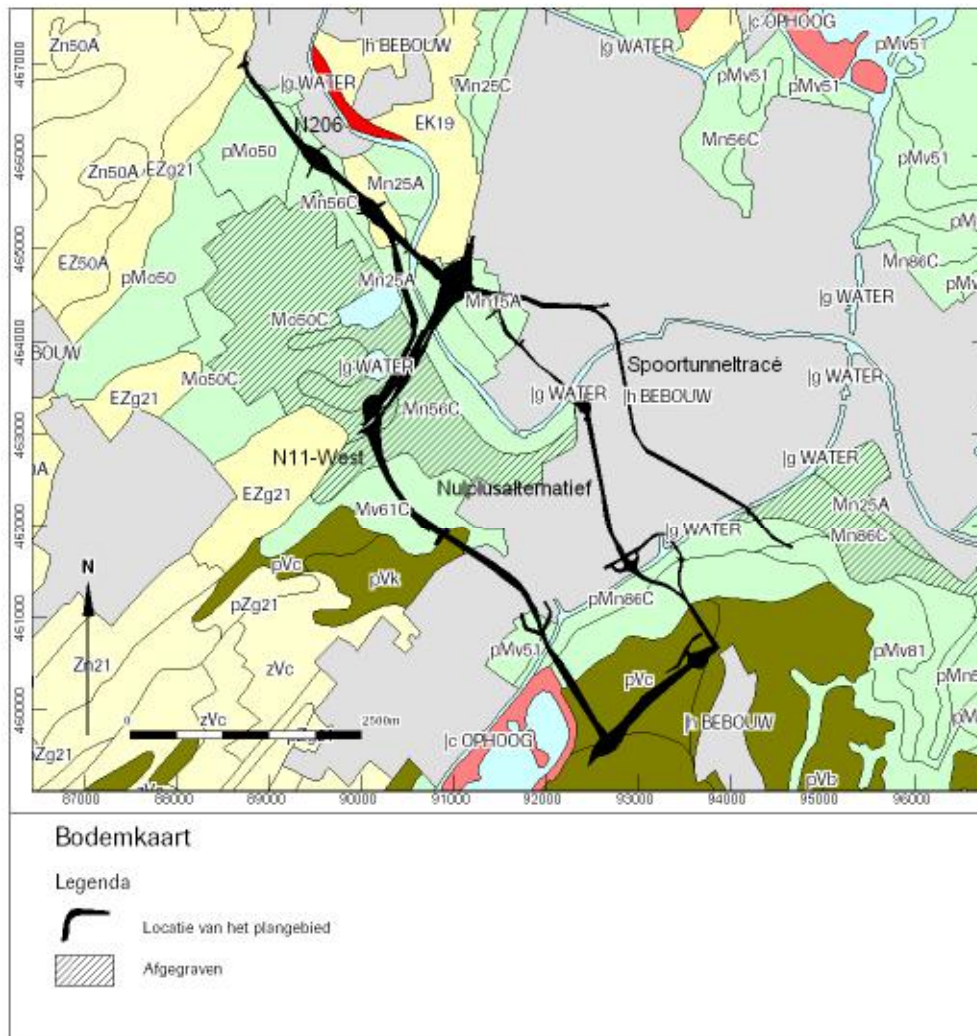 Zn50A
|h BEBOUW
|c OPHOOG
|g WATER
pMv51
467000
|g WATER
Mn25C
pMv51
pMv51
N206
EK19
pMo50
Mn56C
466000
Zn50A
EZg21
pMv51
Mn25A
Mn56C
465000
EZ50A
pMo50
Mn86C
Mn25A
|g WATER
Mn15A
Mo50C
464000
BOUW
|g WATER
Spoortunneltracé
|g WATER
Mo50C
|g WATER
|h BEBOUW
EZg21
Mn56C
463000
N11-West
|g WATER
EZg21
Nulplusalternatief
Mn25A
Mv61C
|g WATER
Mn86C
462000
N
pVc
pVk
461000
pZg21
pMn86C
Zn21
zVc
pMv51
pMv81
pVc
460000
0
zVc
2500m
|c OPHOOG
|h BEBOUW
pVb
87000
88000
89000
90000
91000
92000
93000
94000
95000
96000
Bodemkaart
Legenda
Locatie van het plangebied
Afgegraven